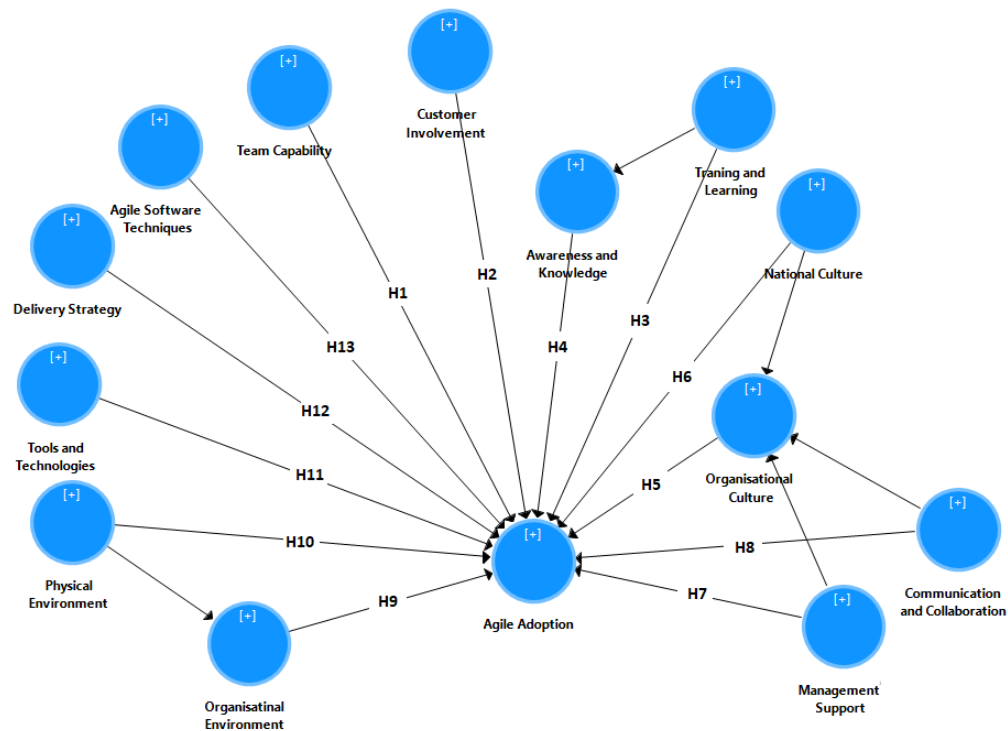 [+]
Customer
Involvement
[+]
Team Capability
[+]
Traning and
Learning
[+]
Agile Software
Techniques
[+]
Awareness and
Knowledge
[+]
National Culture
[+]
Delivery Strategy
H2
H1
H3
H13
H4
H6
[+]
Tools and
Technologies
H12
[+]
Organisational
Culture
H11
H5
[+]
Physical
Environment
H10
[+]
Agile Adoption
H8
[+]
Communication
and Collaboration
H9
H7
[+]
Organisatinal
Environment
[+]
Management
Support